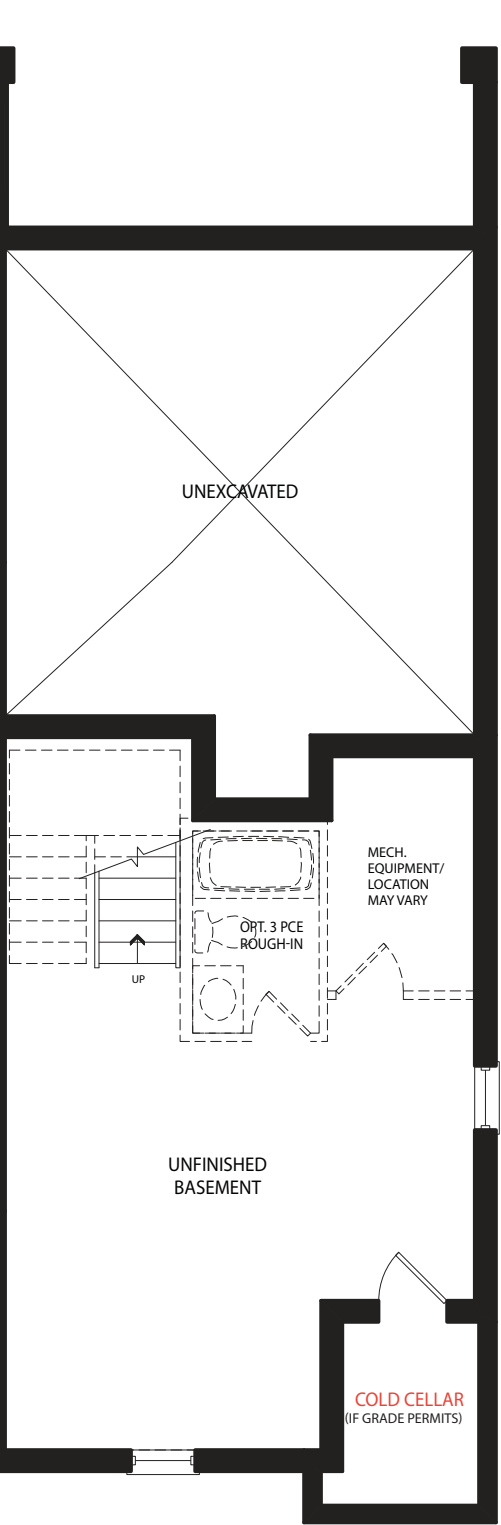 UNEXCAVATED
MECH.
EQUIPMENT/
LOCATION
MAY VARY
OPT. 3 PCE
ROUGH-IN
UP
UNFINISHED
BASEMENT
COLD CELLAR
(IF GRADE PERMITS)